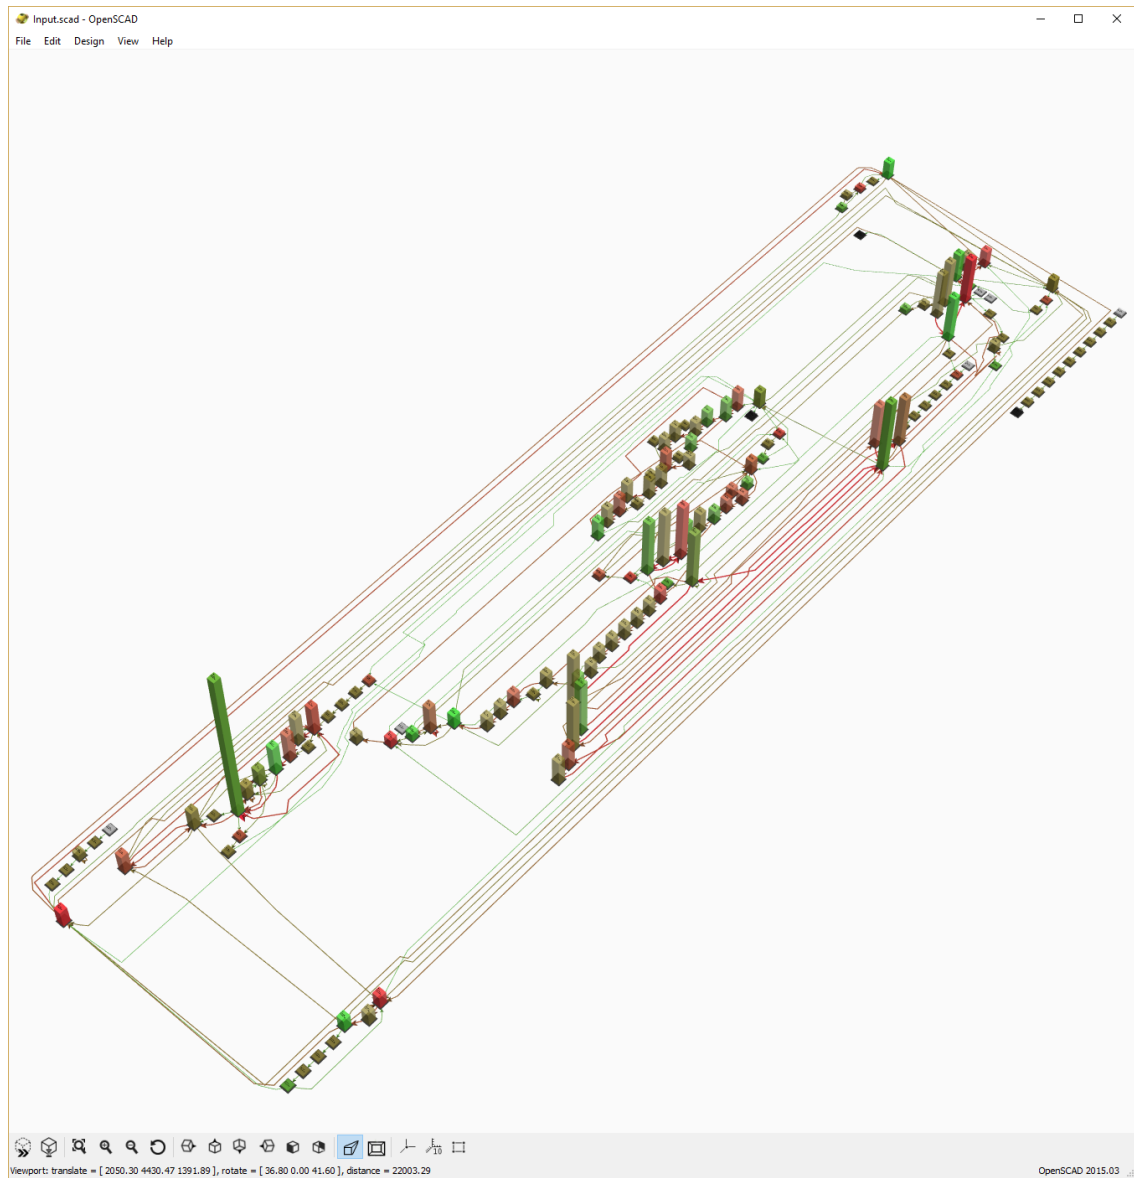 Input.scad - OpenSCAD
File Edit Design View Help
10
Viewport: translate = [ 2050.30 4430.47 1391.89 ], rotate = [ 36.80 0.00 41.60 ], distance = 22003.29
OpenSCAD 2015.03